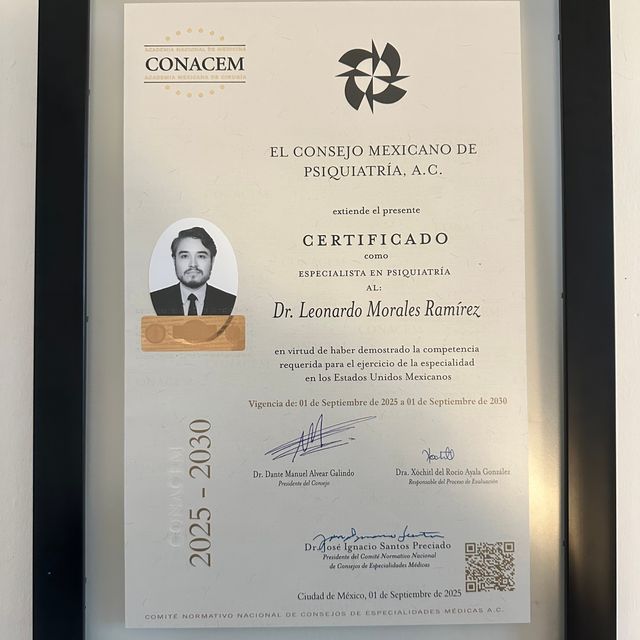 ACADEMIA NACIONAL DE MEDICINA
CONACEM
ACADEMIA MEXICANA DE CIRUGÍA
EL CONSEJO MEXICANO DE
PSIQUIATRÍA, A.C.
extiende el presente
CERTIFICADO
como
ESPECIALISTA EN PSIQUIATRÍA
AL:
Dr. Leonardo Morales Ramírez
en virtud de haber demostrado la competencia
requerida para el ejercicio de la especialidad
en los Estados Unidos Mexicanos
Vigencia de: 01 de Septiembre de 2025 a 01 de Septiembre de 2030
CONACEM
2025 - 2030
Dr. Dante Manuel Alvear Galindo
Presidente del Consejo
Xochitl
Dra. Xóchitl del Rocío Ayala González
Responsable del Proceso de Evaluación
Dr. José Ignacio Santos Preciado
Presidente del Comité Normativo Nacional
de Consejos de Especialidades Médicas
Ciudad de México, 01 de Septiembre de 2025
COMITÉ NORMATIVO NACIONAL DE CONSEJOS DE ESPECIALIDADES MÉDICAS A.C.